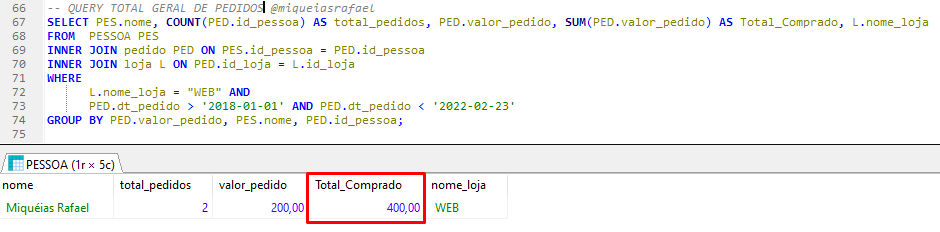 66 -- QUERY TOTAL GERAL DE PEDIDOS @miqueiasrafael
67 SELECT PES.nome, COUNT(PED.id_pessoa) AS total_pedidos, PED.valor_pedido, SUM(PED.valor_pedido) AS Total_Comprado, L.nome_loja
68 FROM PESSOA PES
69 INNER JOIN pedido PED ON PES.id_pessoa = PED.id_pessoa
70 INNER JOIN loja L ON PED.id_loja = L.id_loja
71 WHERE
72 L.nome_loja = "WEB" AND
73 PED.dt_pedido > '2018-01-01' AND PED.dt_pedido < '2022-02-23'
74 GROUP BY PED.valor_pedido, PES.nome, PED.id_pessoa;
75
PESSOA (1r × 5c)
nome total_pedidos valor_pedido Total_Comprado nome_loja
Miquéias Rafael 2 200,00 400,00 WEB